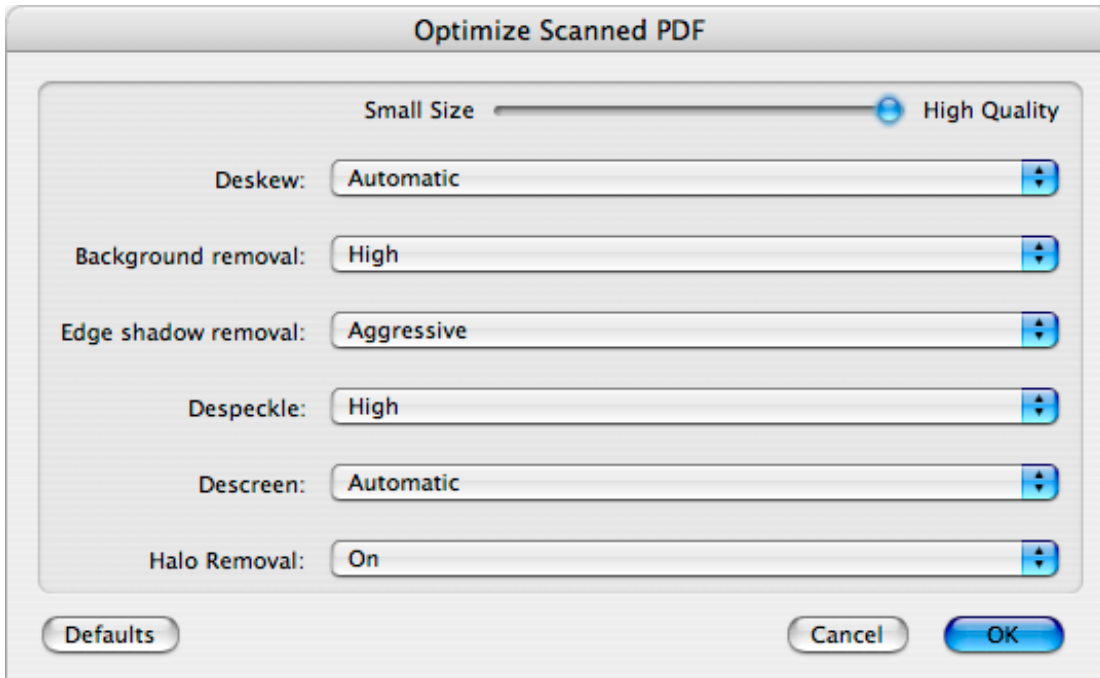 Optimize Scanned PDF
Small Size High Quality
Deskew: Automatic
Background removal: High
Edge shadow removal: Aggressive
Despeckle: High
Descreen: Automatic
Halo Removal: On
Defaults Cancel OK